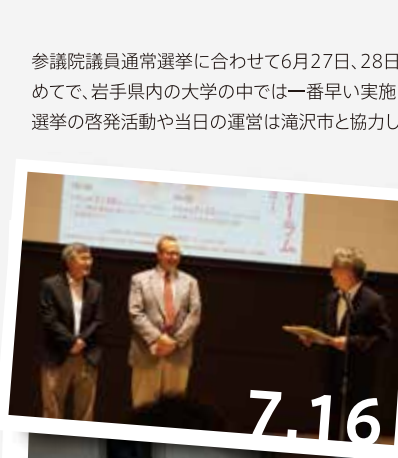 参議院議員通常選挙に合わせて6月27日、28日
めてで、岩手県内の大学の中では一番早い実施
選挙の啓発活動や当日の運営は滝沢市と協力し
7.16